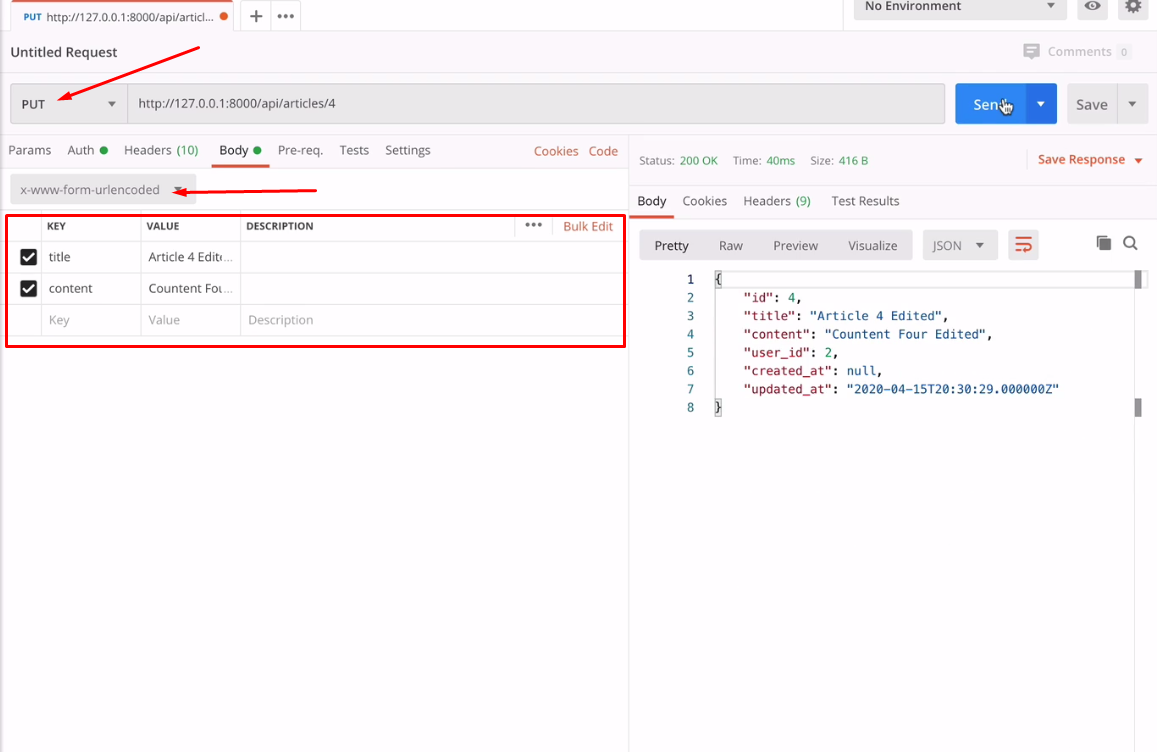 PUT http://127.0.0.1:8000/api/articl...
No Environment
Untitled Request
Comments 0
PUT
http://127.0.0.1:8000/api/articles/4
Send
Save
Params Auth Headers (10) Body Pre-req. Tests Settings
Cookies Code
x-www-form-urlencoded
KEY VALUE DESCRIPTION ••• Bulk Edit
title Article 4 Edite...
content Countent Fou...
Key Value Description
Status: 200 OK Time: 40ms Size: 416 B
Save Response
Body Cookies Headers (9) Test Results
Pretty Raw Preview Visualize JSON
1 {
2 "id": 4,
3 "title": "Article 4 Edited",
4 "content": "Countent Four Edited",
5 "user_id": 2,
6 "created_at": null,
7 "updated_at": "2020-04-15T20:30:29.000000Z"
8 }